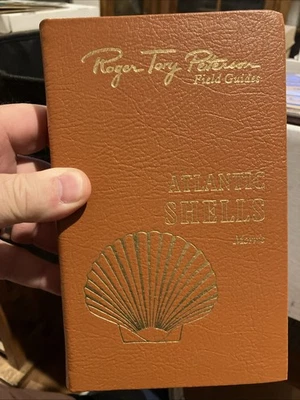 Roger Tory Peterson
Field Guides
ATLANTIC
SHELLS
Morris